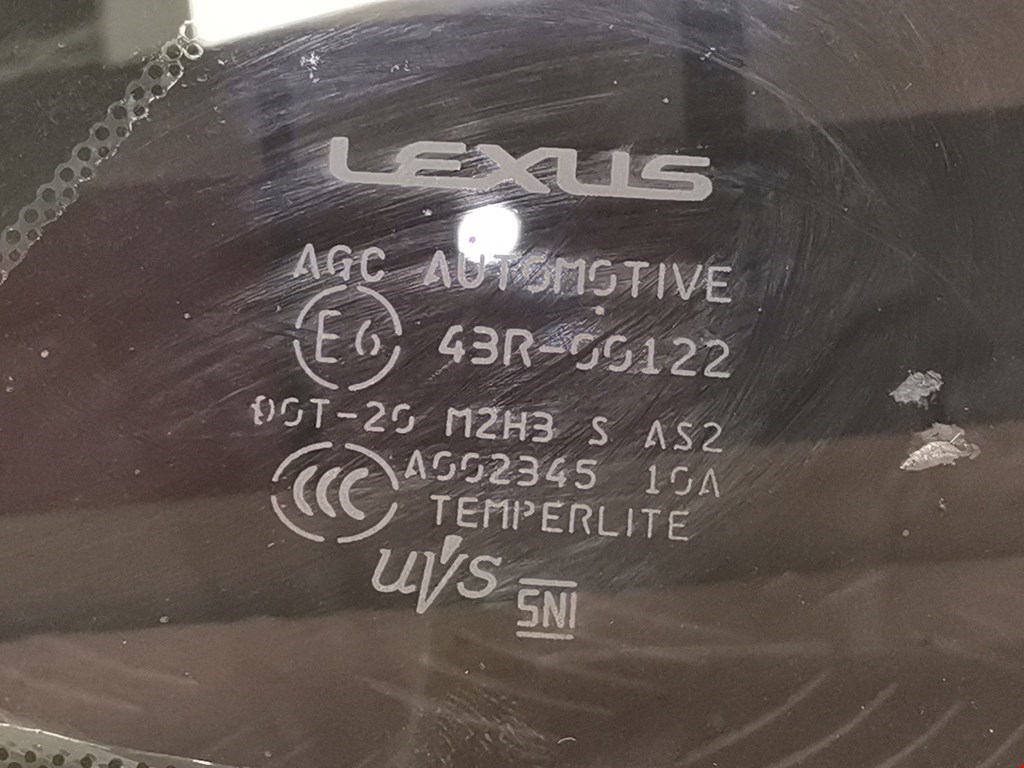 LEXUS
AGC AUTOMOTIVE
E6 43R-00122
DOT-20 M2H3 S AS2
CCC A002345 10A
TEMPERLITE
UVS
SNI